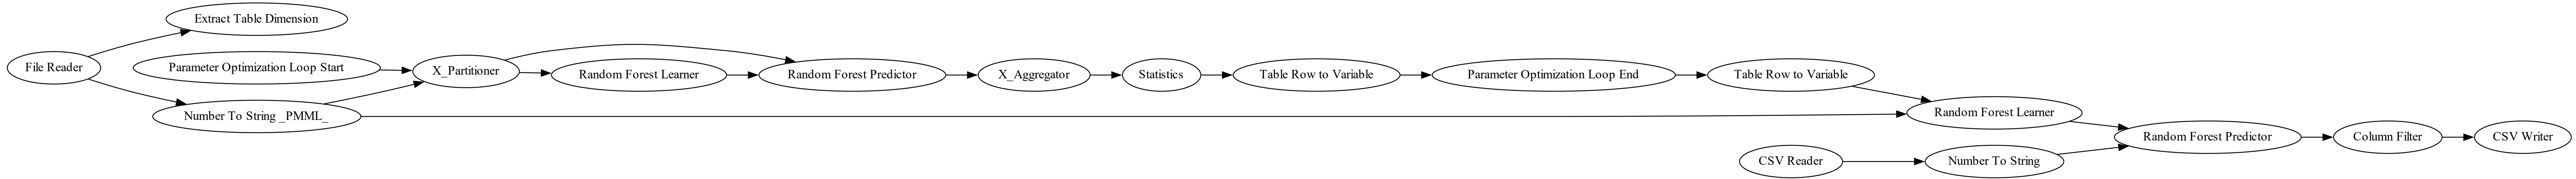 File Reader
Extract Table Dimension
Parameter Optimization Loop Start
Number To String _PMML_
X_Partitioner
Random Forest Learner
Random Forest Predictor
X_Aggregator
Statistics
Table Row to Variable
Parameter Optimization Loop End
Table Row to Variable
Random Forest Learner
CSV Reader
Number To String
Random Forest Predictor
Column Filter
CSV Writer